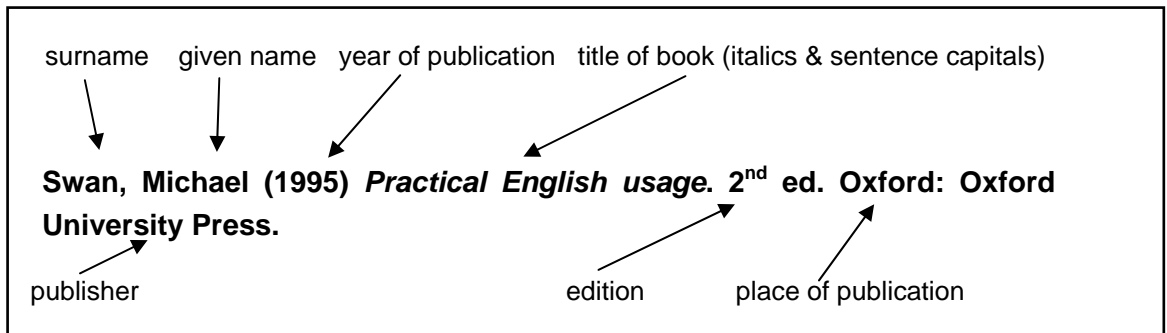 surname given name year of publication title of book (italics & sentence capitals)
Swan, Michael (1995) Practical English usage. 2nd ed. Oxford: Oxford
University Press.
publisher edition place of publication